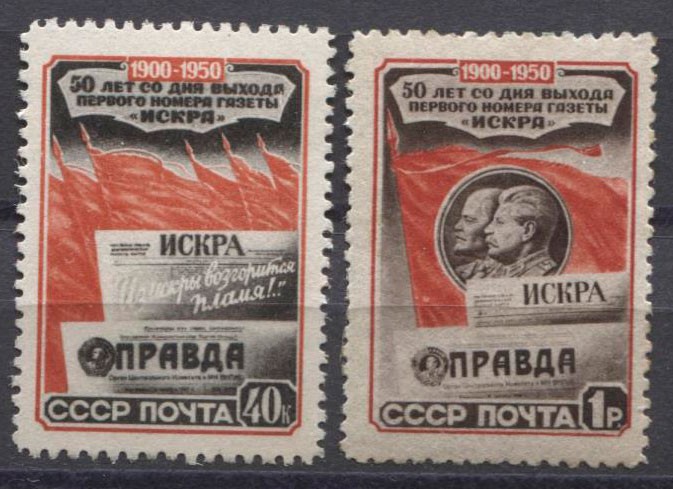 1900-1950
50 ЛЕТ СО ДНЯ ВЫХОДА
ПЕРВОГО НОМЕРА ГАЗЕТЫ
«ИСКРА»
ИСКРА
Из искры возгорится
пламя!.."
ПРАВДА
СССР ПОЧТА 40К
1900-1950
50 ЛЕТ СО ДНЯ ВЫХОДА
ПЕРВОГО НОМЕРА ГАЗЕТЫ
«ИСКРА»
ИСКРА
ПРАВДА
СССР ПОЧТА 1Р.